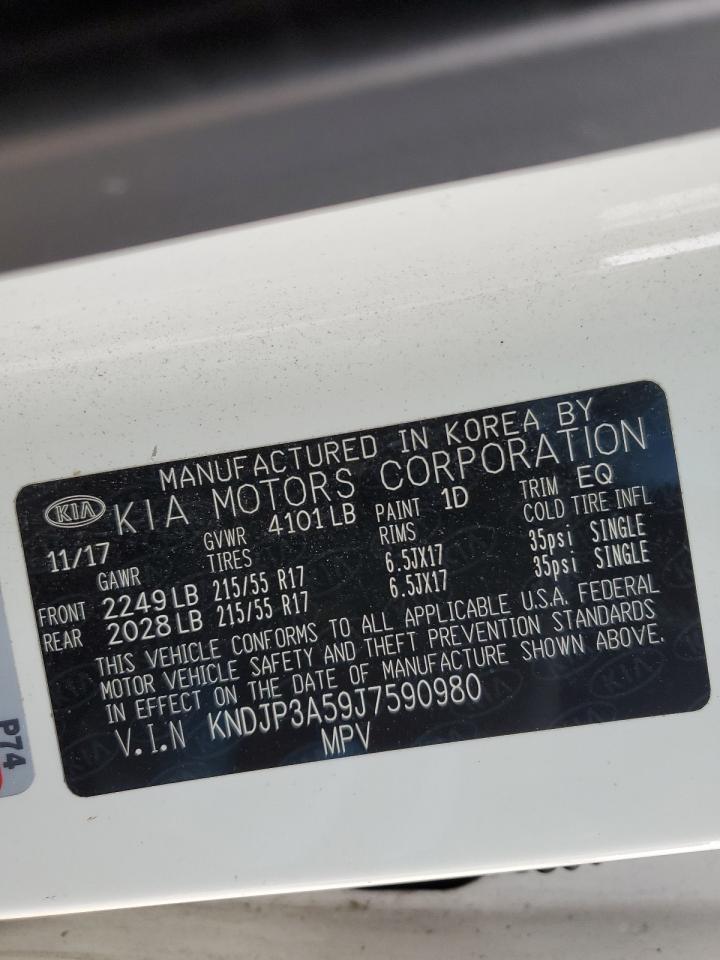 MANUFACTURED IN KOREA BY
KIA KIA MOTORS CORPORATION
11/17 GVWR 4101LB PAINT 1D TRIM EQ
GAWR TIRES RIMS COLD TIRE INFL
FRONT 2249LB 215/55 R17 6.5JX17 35psi SINGLE
REAR 2028LB 215/55 R17 6.5JX17 35psi SINGLE
THIS VEHICLE CONFORMS TO ALL APPLICABLE U.S.A. FEDERAL
MOTOR VEHICLE SAFETY AND THEFT PREVENTION STANDARDS
IN EFFECT ON THE DATE OF MANUFACTURE SHOWN ABOVE.
V.I.N KNDJP3A59J7590980
MPV
P74